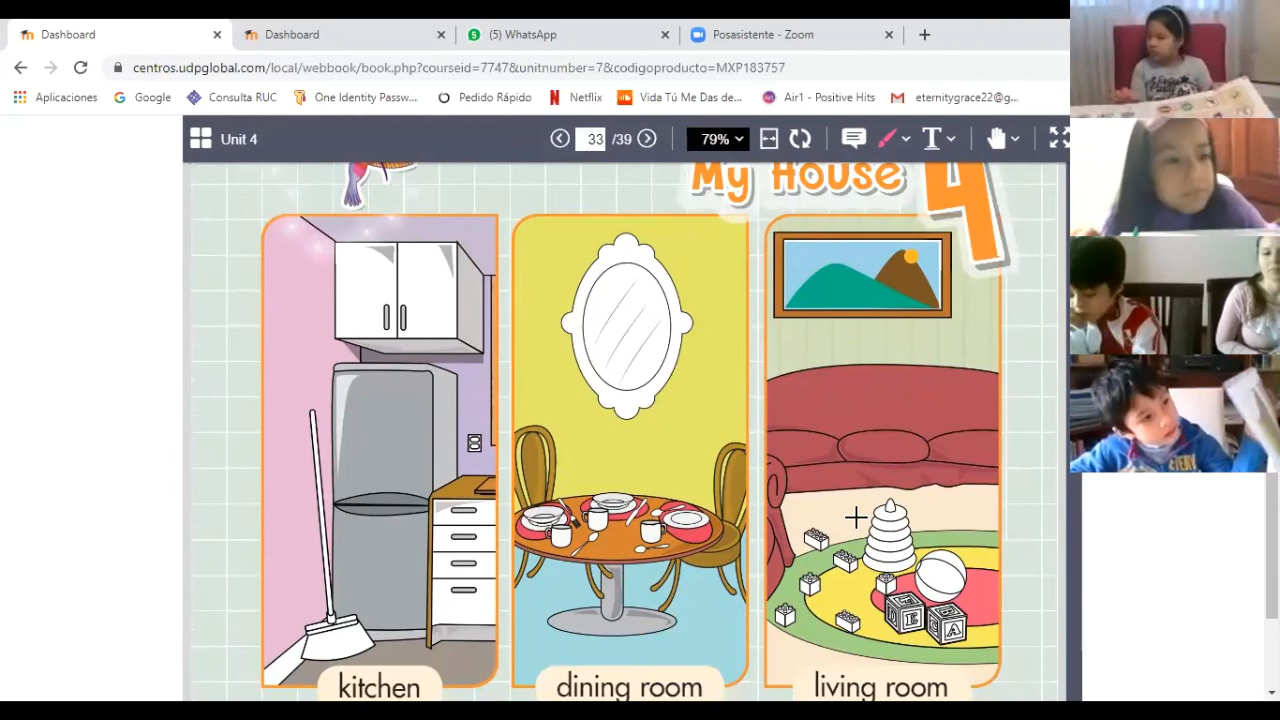 Dashboard
Dashboard
(5) WhatsApp
Posasistente - Zoom
centros.udpglobal.com/local/webbook/book.php?courseid=7747&unitnumber=7&codigoproducto=MXP183757
Aplicaciones Google Consulta RUC One Identity Passw... Pedido Rápido Netflix Vida Tú Me Das de... Air1 - Positive Hits eternitygrace22@g...
Unit 4
33 /39
79%
T
My House 4
E
A
kitchen
dining room
living room